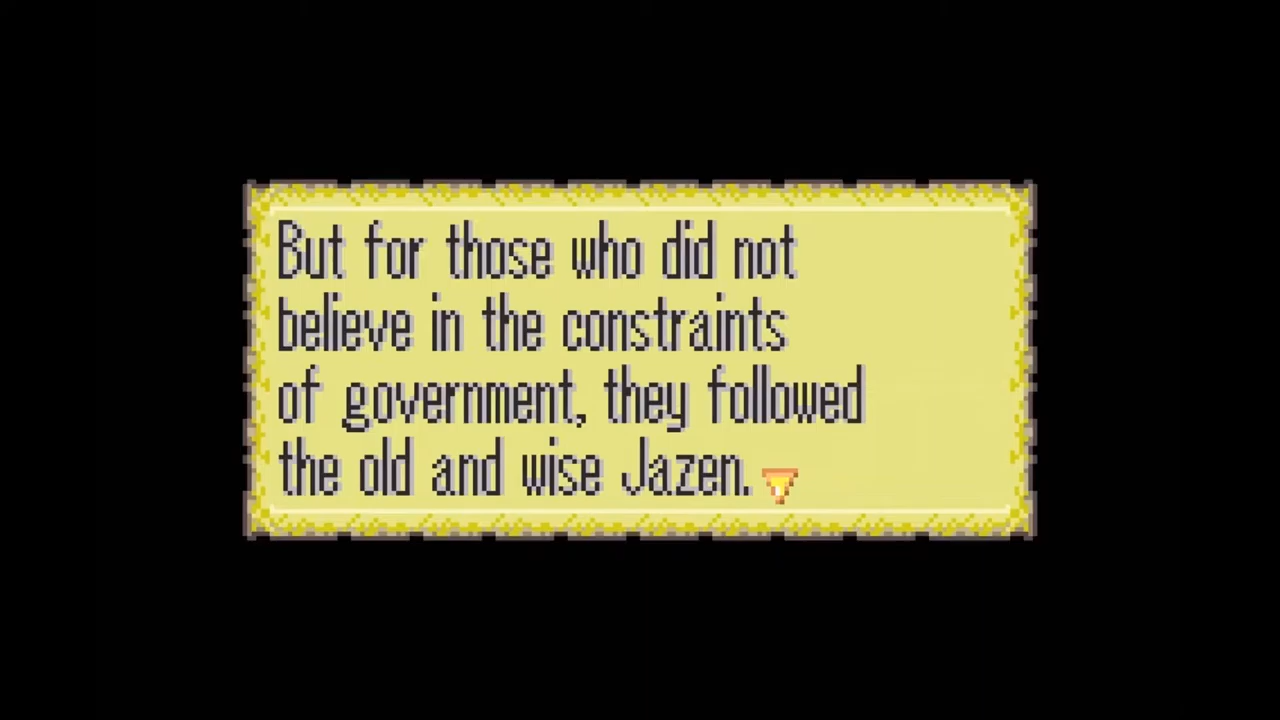 But for those who did not
believe in the constraints
of government, they followed
the old and wise Jazen.